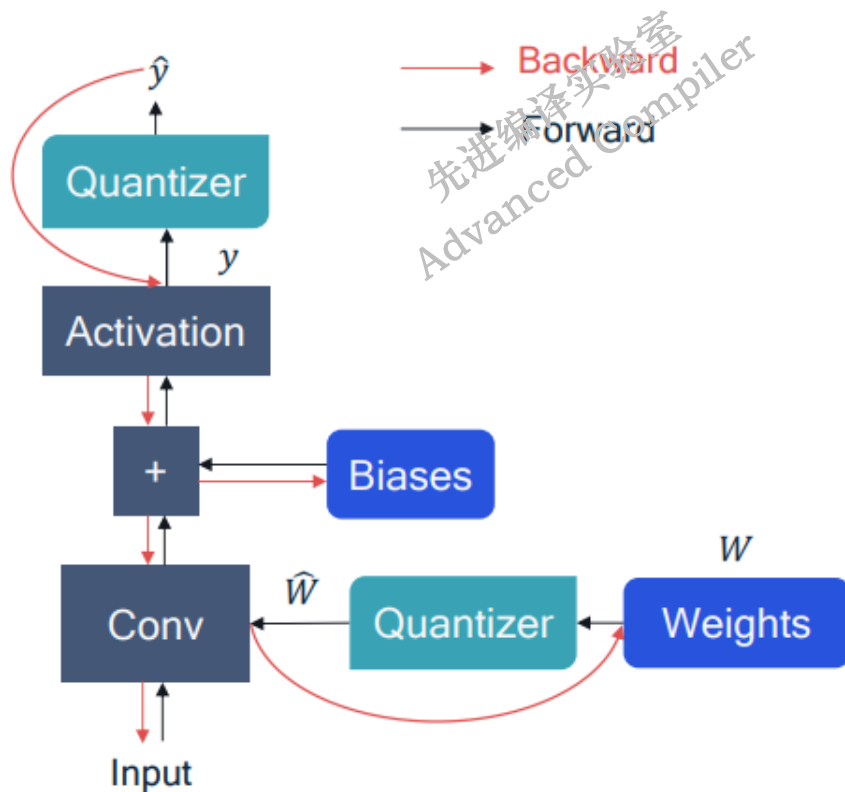 ŷ
Backward
Forward
先进编译实验室
Advanced Compiler
Quantizer
y
Activation
+
Biases
W
Ŵ
Conv
Quantizer
Weights
Input